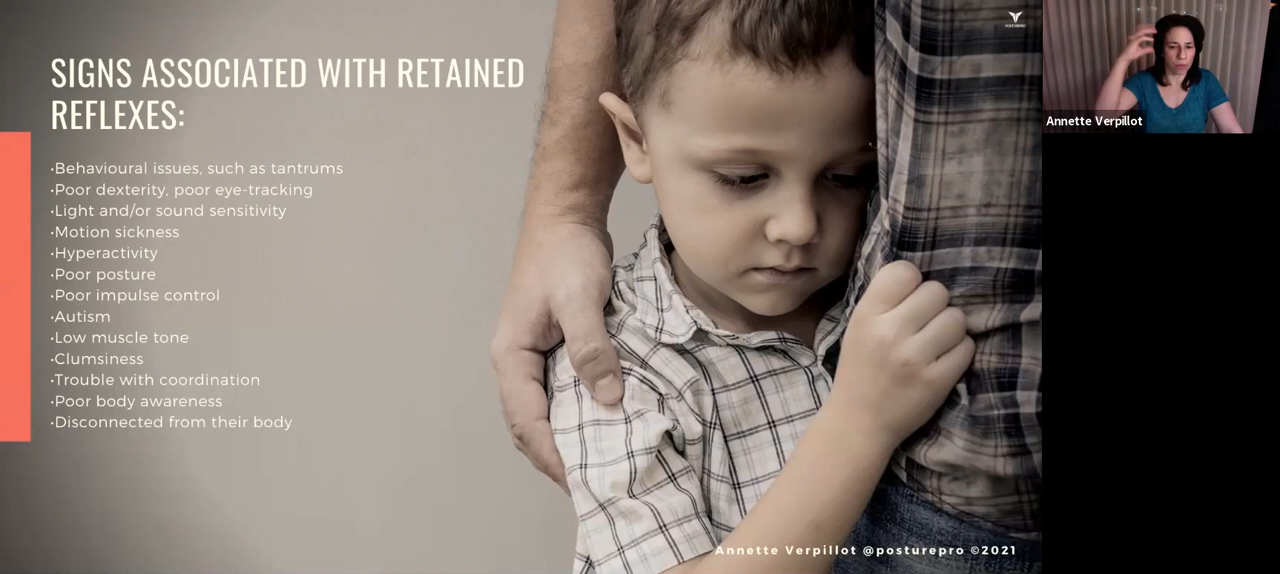 SIGNS ASSOCIATED WITH RETAINED
REFLEXES:
•Behavioural issues, such as tantrums
•Poor dexterity, poor eye-tracking
•Light and/or sound sensitivity
•Motion sickness
•Hyperactivity
•Poor posture
•Poor impulse control
•Autism
•Low muscle tone
•Clumsiness
•Trouble with coordination
•Poor body awareness
•Disconnected from their body
Annette Verpillot @posturepro ©2021
Annette Verpillot